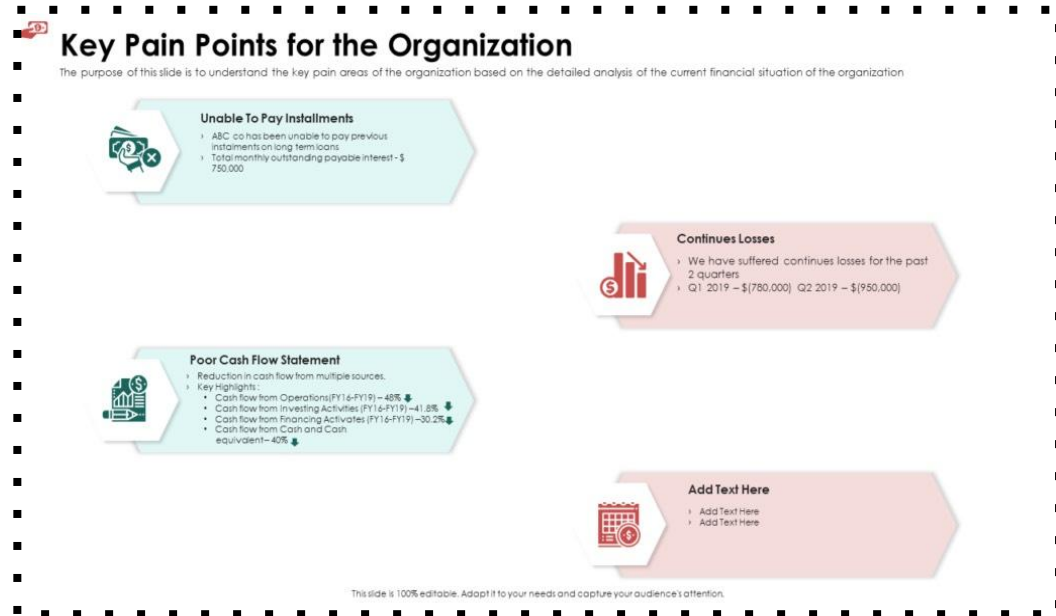 Key Pain Points for the Organization
The purpose of this slide is to understand the key pain areas of the organization based on the detailed analysis of the current financial situation of the organization
Unable To Pay Installments
› ABC co has been unable to pay previous
instalments on long term loans
› Total monthly outstanding payable interest - $
750,000
Continues Losses
› We have suffered continues losses for the past
2 quarters
› Q1 2019 – $(780,000) Q2 2019 – $(950,000)
Poor Cash Flow Statement
› Reduction in cash flow from multiple sources.
› Key Highlights :
• Cash flow from Operations(FY16-FY19) – 48%
• Cash flow from Investing Activities (FY16-FY19) –41.8%
• Cash flow from Financing Activates (FY16-FY19) –30.2%
• Cash flow from Cash and Cash
equivalent – 40%
Add Text Here
› Add Text Here
› Add Text Here
This slide is 100% editable. Adapt it to your needs and capture your audience's attention.